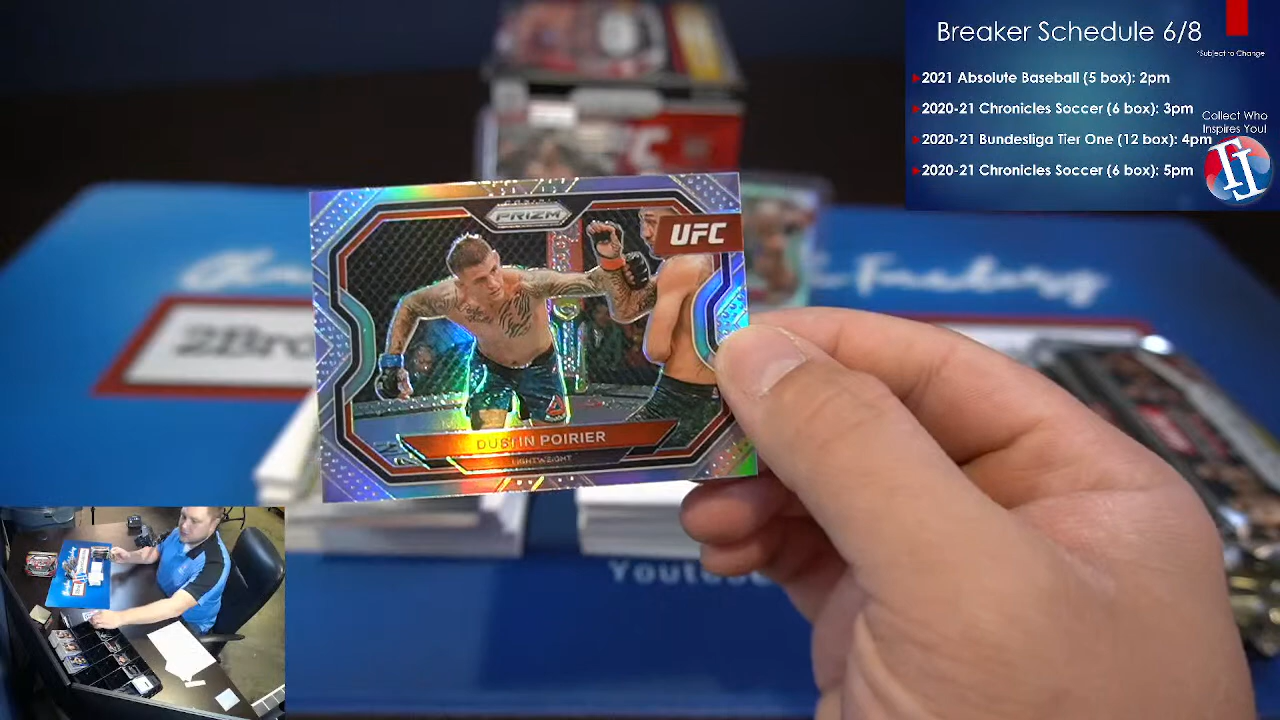 Breaker Schedule 6/8
*Subject to Change
2021 Absolute Baseball (5 box): 2pm
2020-21 Chronicles Soccer (6 box): 3pm
2020-21 Bundesliga Tier One (12 box): 4pm
2020-21 Chronicles Soccer (6 box): 5pm
Collect Who
Inspires You!
PRIZM
UFC
DUSTIN POIRIER
LIGHTWEIGHT
2Bro